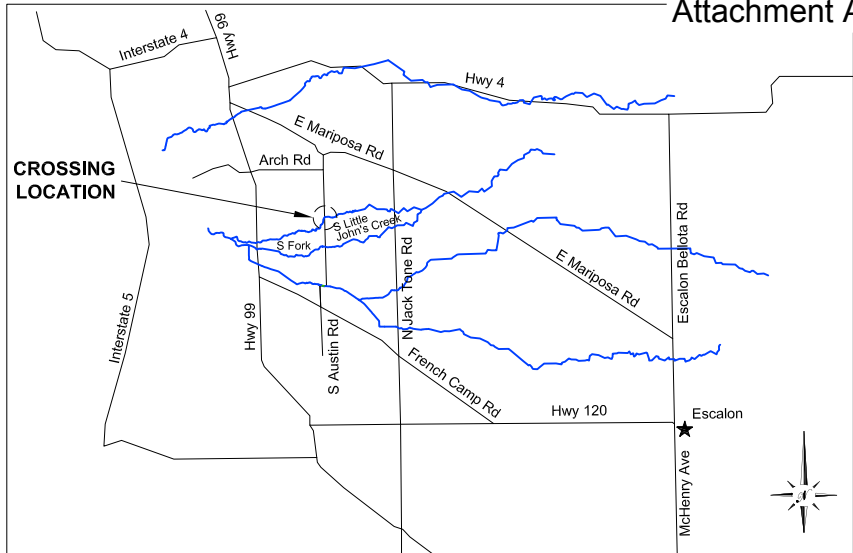 Attachment A
Interstate 4
Hwy 99
Hwy 4
E Mariposa Rd
Arch Rd
CROSSING
LOCATION
S Little
John's Creek
S Fork
Escalon Bellota Rd
E Mariposa Rd
N Jack Tone Rd
Interstate 5
Hwy 99
S Austin Rd
French Camp Rd
Hwy 120
Escalon
McHenry Ave
N